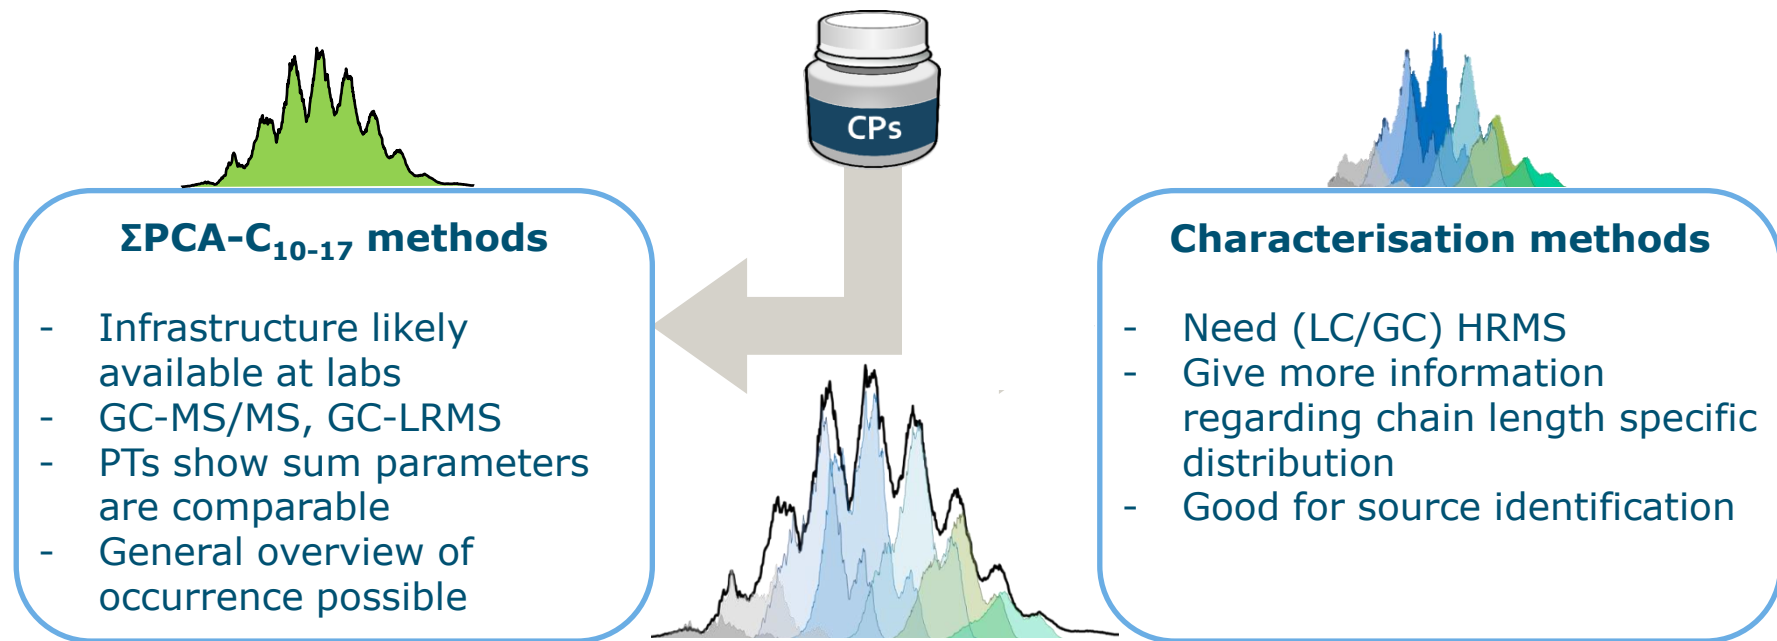 CPs
ΣPCA-C₁₀₋₁₇ methods
- Infrastructure likely
available at labs
- GC-MS/MS, GC-LRMS
- PTs show sum parameters
are comparable
- General overview of
occurrence possible
Characterisation methods
- Need (LC/GC) HRMS
- Give more information
regarding chain length specific
distribution
- Good for source identification